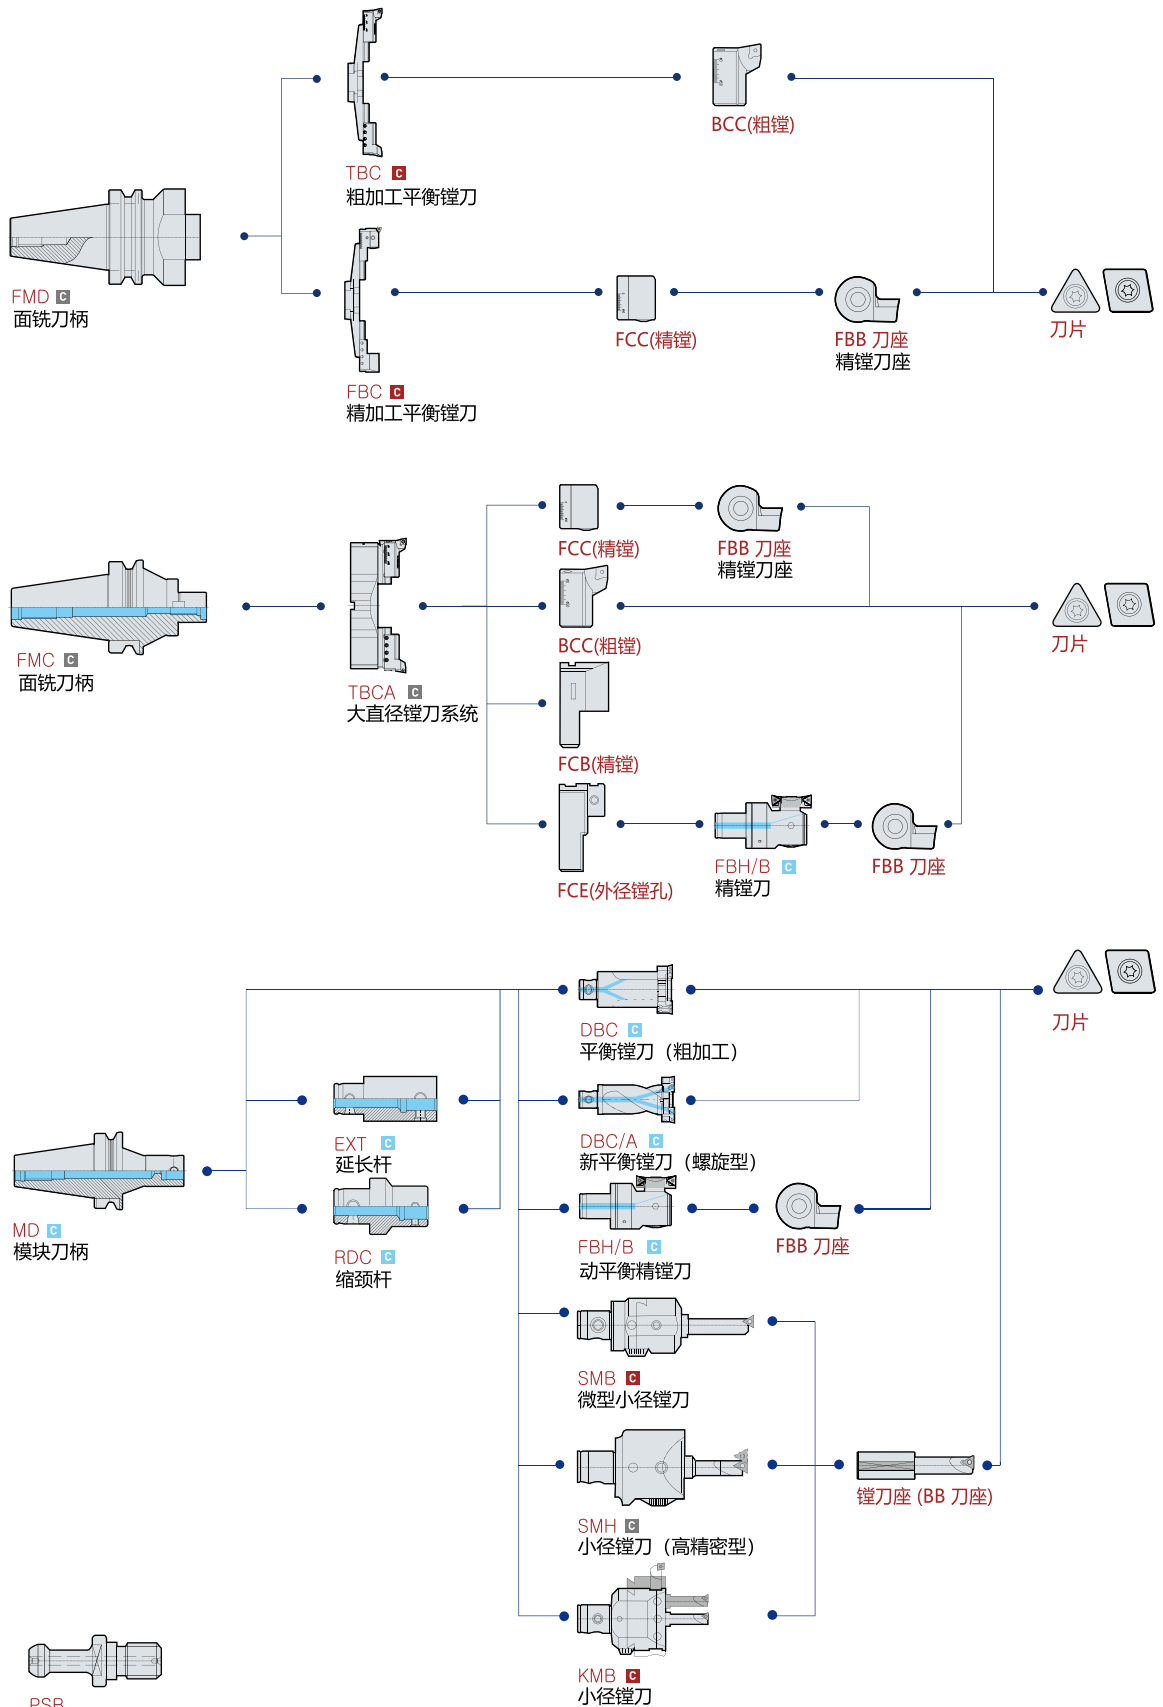 BCC(粗镗)
TBC C
粗加工平衡镗刀
FMD C
面铣刀柄
FCC(精镗)
FBB 刀座
精镗刀座
刀片
FBC C
精加工平衡镗刀
FCC(精镗)
FBB 刀座
精镗刀座
BCC(粗镗)
刀片
FMC C
面铣刀柄
TBCA C
大直径镗刀系统
FCB(精镗)
FBH/B C
精镗刀
FBB 刀座
FCE(外径镗孔)
刀片
DBC C
平衡镗刀（粗加工）
EXT C
延长杆
DBC/A C
新平衡镗刀（螺旋型）
MD C
模块刀柄
RDC C
缩颈杆
FBH/B C
动平衡精镗刀
FBB 刀座
SMB C
微型小径镗刀
镗刀座 (BB 刀座)
SMH C
小径镗刀（高精密型）
KMB C
小径镗刀
PSB